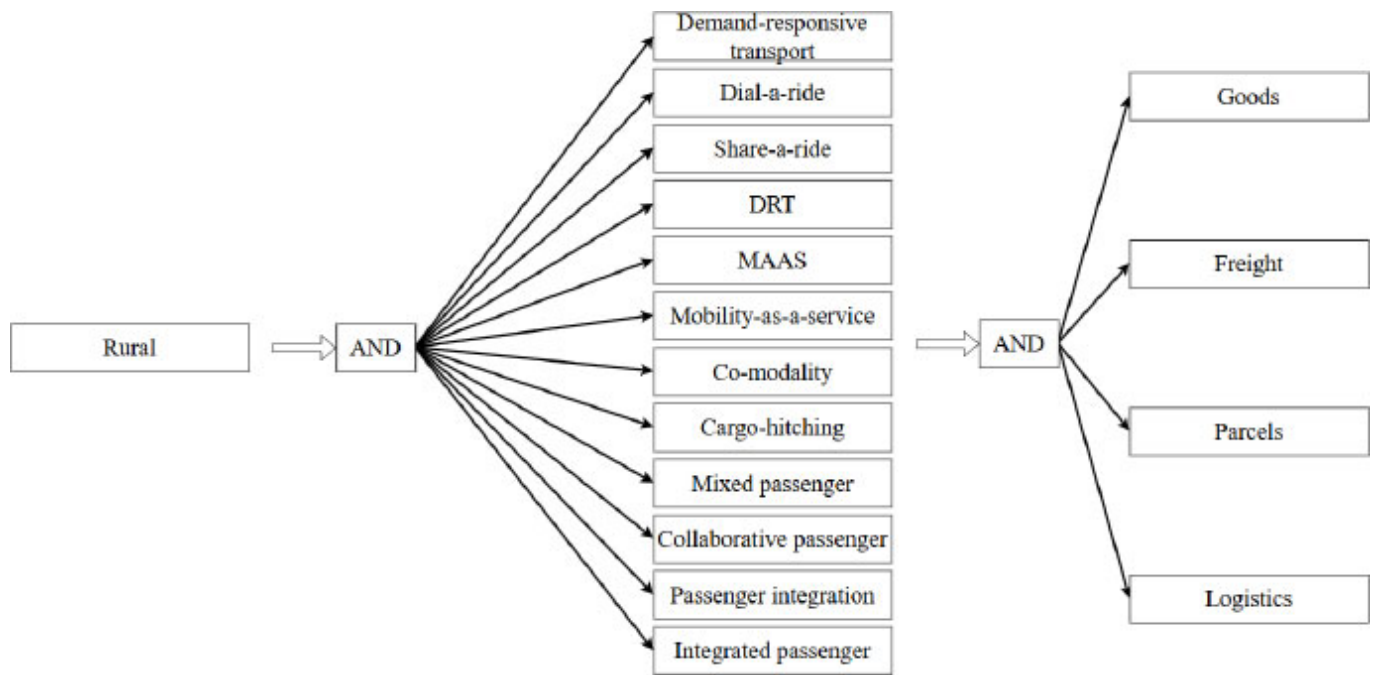 Rural
AND
Demand-responsive
transport
Dial-a-ride
Share-a-ride
DRT
MAAS
Mobility-as-a-service
Co-modality
Cargo-hitching
Mixed passenger
Collaborative passenger
Passenger integration
Integrated passenger
AND
Goods
Freight
Parcels
Logistics